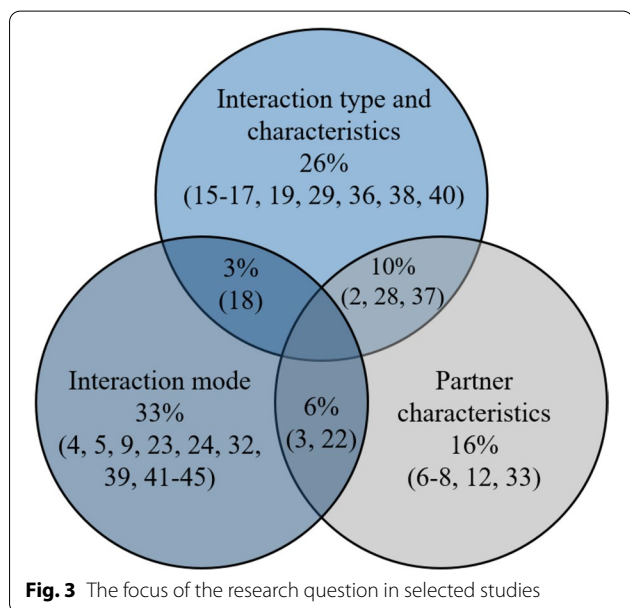 Interaction type and
characteristics
26%
(15-17, 19, 29, 36, 38, 40)
3%
(18)
10%
(2, 28, 37)
Interaction mode
33%
(4, 5, 9, 23, 24, 32,
39, 41-45)
6%
(3, 22)
Partner
characteristics
16%
(6-8, 12, 33)
Fig. 3 The focus of the research question in selected studies